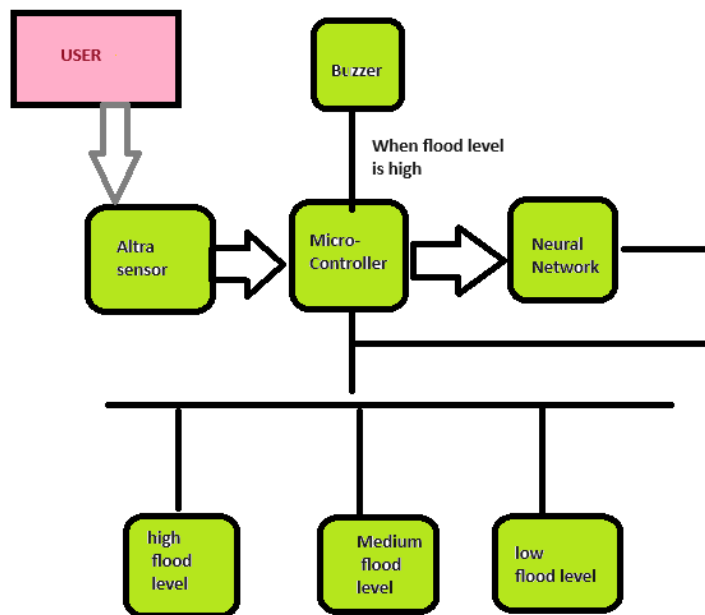 USER
Buzzer
When flood level
is high
Altra
sensor
Micro-
Controller
Neural
Network
high
flood
level
Medium
flood
level
low
flood level